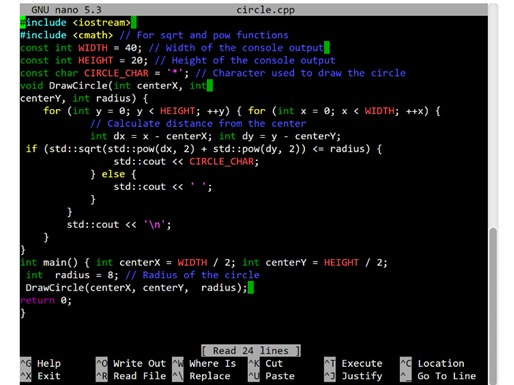 GNU nano 5.3 circle.cpp
#include <iostream>
#include <cmath> // For sqrt and pow functions
const int WIDTH = 40; // Width of the console output
const int HEIGHT = 20; // Height of the console output
const char CIRCLE_CHAR = '*'; // Character used to draw the circle
void DrawCircle(int centerX, int
centerY, int radius) {
    for (int y = 0; y < HEIGHT; ++y) { for (int x = 0; x < WIDTH; ++x) {
            // Calculate distance from the center
            int dx = x - centerX; int dy = y - centerY;
 if (std::sqrt(std::pow(dx, 2) + std::pow(dy, 2)) <= radius) {
                std::cout << CIRCLE_CHAR;
            } else {
                std::cout << ' ';
            }
        }
        std::cout << '\n';
    }
}
int main() { int centerX = WIDTH / 2; int centerY = HEIGHT / 2;
 int  radius = 8; // Radius of the circle
 DrawCircle(centerX, centerY,  radius);
return 0;
}
[ Read 24 lines ]
^G Help ^O Write Out ^W Where Is ^K Cut ^T Execute ^C Location
^X Exit ^R Read File ^\ Replace ^U Paste ^J Justify ^_ Go To Line